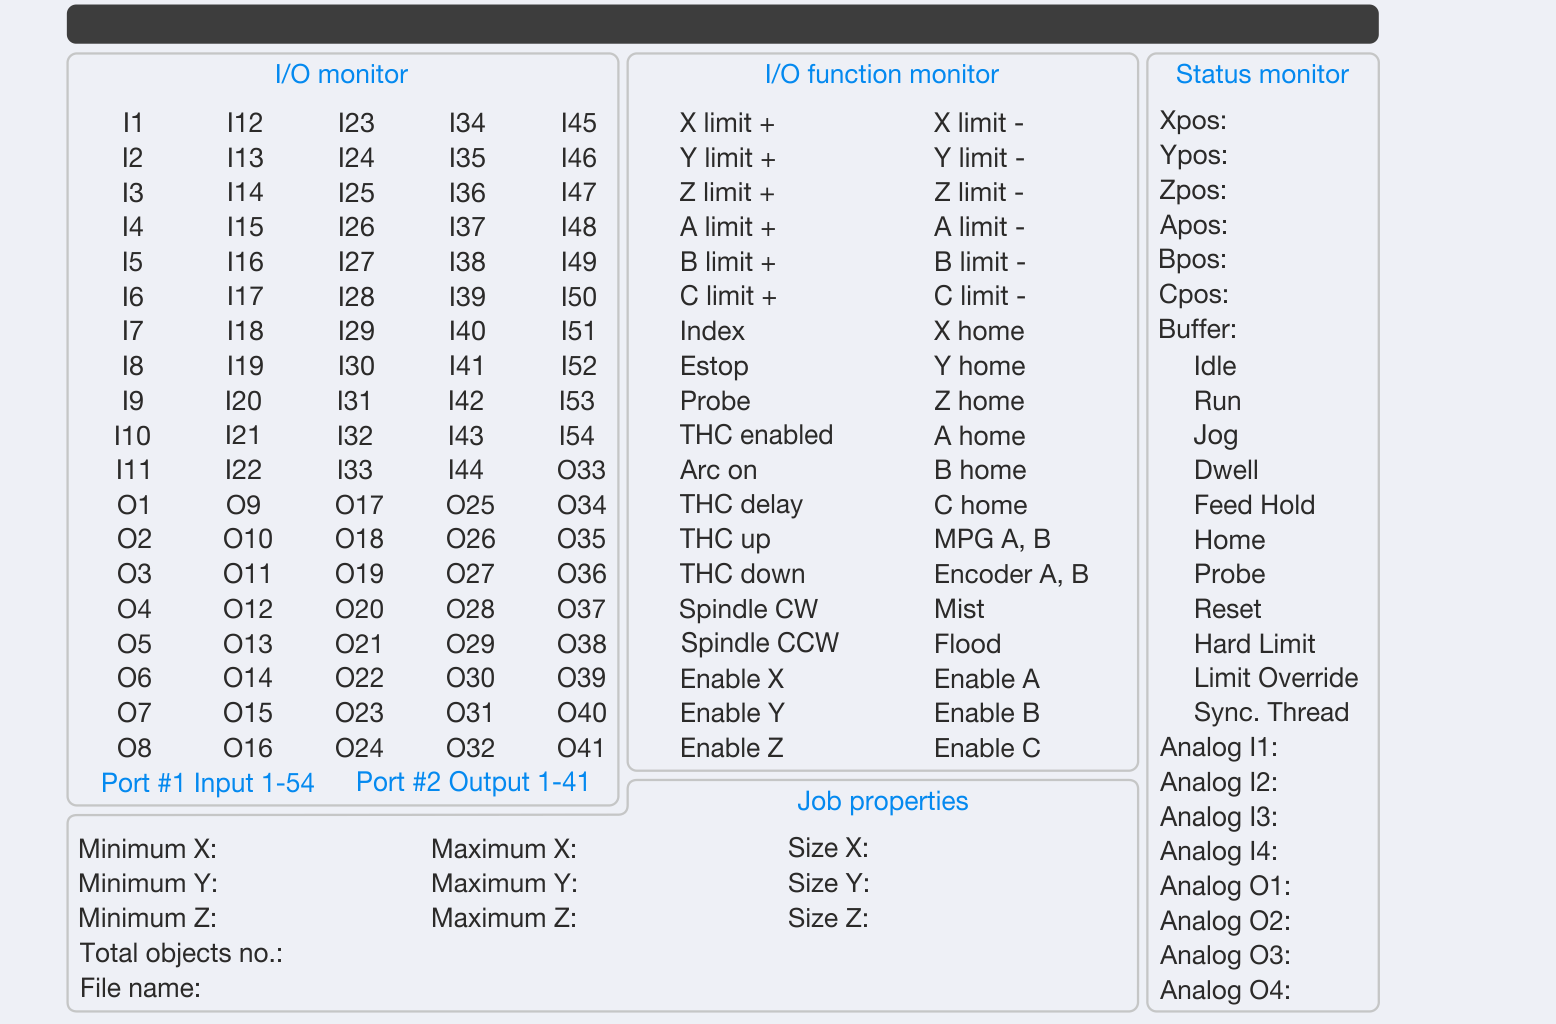 I/O monitor
I1 I12 I23 I34 I45
I2 I13 I24 I35 I46
I3 I14 I25 I36 I47
I4 I15 I26 I37 I48
I5 I16 I27 I38 I49
I6 I17 I28 I39 I50
I7 I18 I29 I40 I51
I8 I19 I30 I41 I52
I9 I20 I31 I42 I53
I10 I21 I32 I43 I54
I11 I22 I33 I44 O33
O1 O9 O17 O25 O34
O2 O10 O18 O26 O35
O3 O11 O19 O27 O36
O4 O12 O20 O28 O37
O5 O13 O21 O29 O38
O6 O14 O22 O30 O39
O7 O15 O23 O31 O40
O8 O16 O24 O32 O41
Port #1 Input 1-54 Port #2 Output 1-41
I/O function monitor
X limit + X limit -
Y limit + Y limit -
Z limit + Z limit -
A limit + A limit -
B limit + B limit -
C limit + C limit -
Index X home
Estop Y home
Probe Z home
THC enabled A home
Arc on B home
THC delay C home
THC up MPG A, B
THC down Encoder A, B
Spindle CW Mist
Spindle CCW Flood
Enable X Enable A
Enable Y Enable B
Enable Z Enable C
Status monitor
Xpos:
Ypos:
Zpos:
Apos:
Bpos:
Cpos:
Buffer:
Idle
Run
Jog
Dwell
Feed Hold
Home
Probe
Reset
Hard Limit
Limit Override
Sync. Thread
Analog I1:
Analog I2:
Analog I3:
Analog I4:
Analog O1:
Analog O2:
Analog O3:
Analog O4:
Job properties
Minimum X: Maximum X: Size X:
Minimum Y: Maximum Y: Size Y:
Minimum Z: Maximum Z: Size Z:
Total objects no.:
File name: